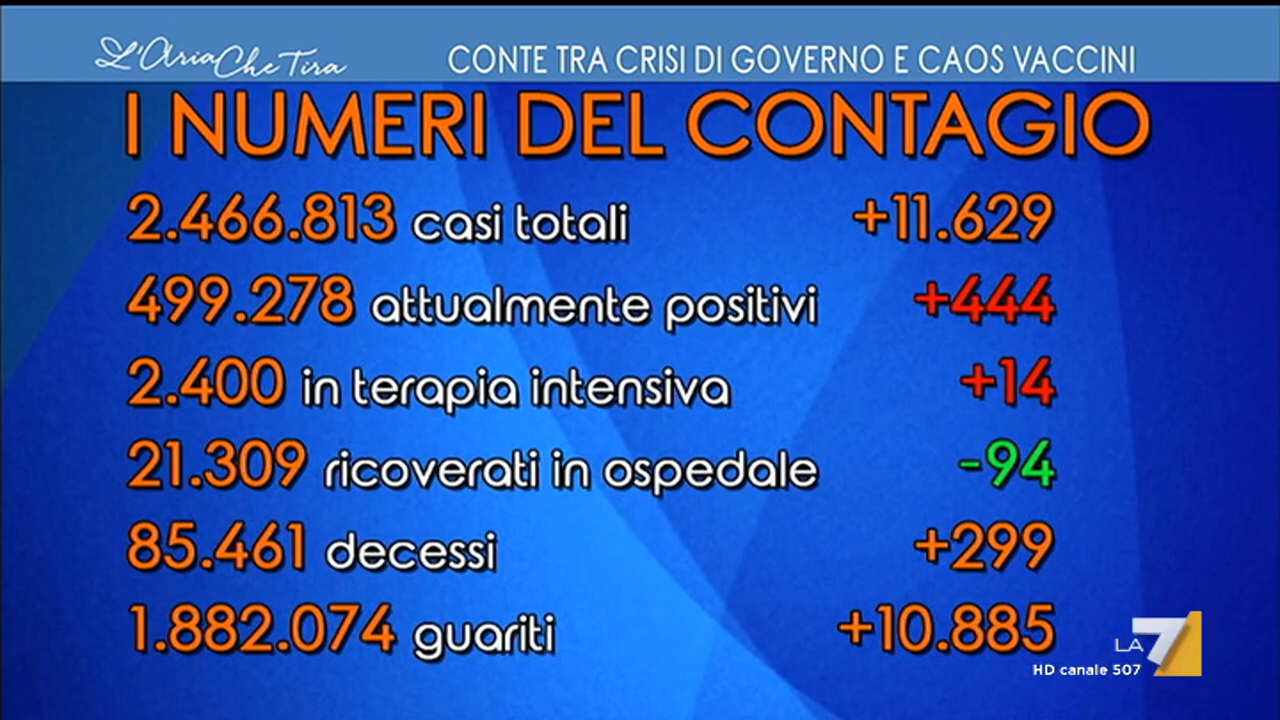 L'Aria Che Tira
CONTE TRA CRISI DI GOVERNO E CAOS VACCINI
I NUMERI DEL CONTAGIO
2.466.813 casi totali +11.629
499.278 attualmente positivi +444
2.400 in terapia intensiva +14
21.309 ricoverati in ospedale -94
85.461 decessi +299
1.882.074 guariti +10.885
LA 7
HD canale 507